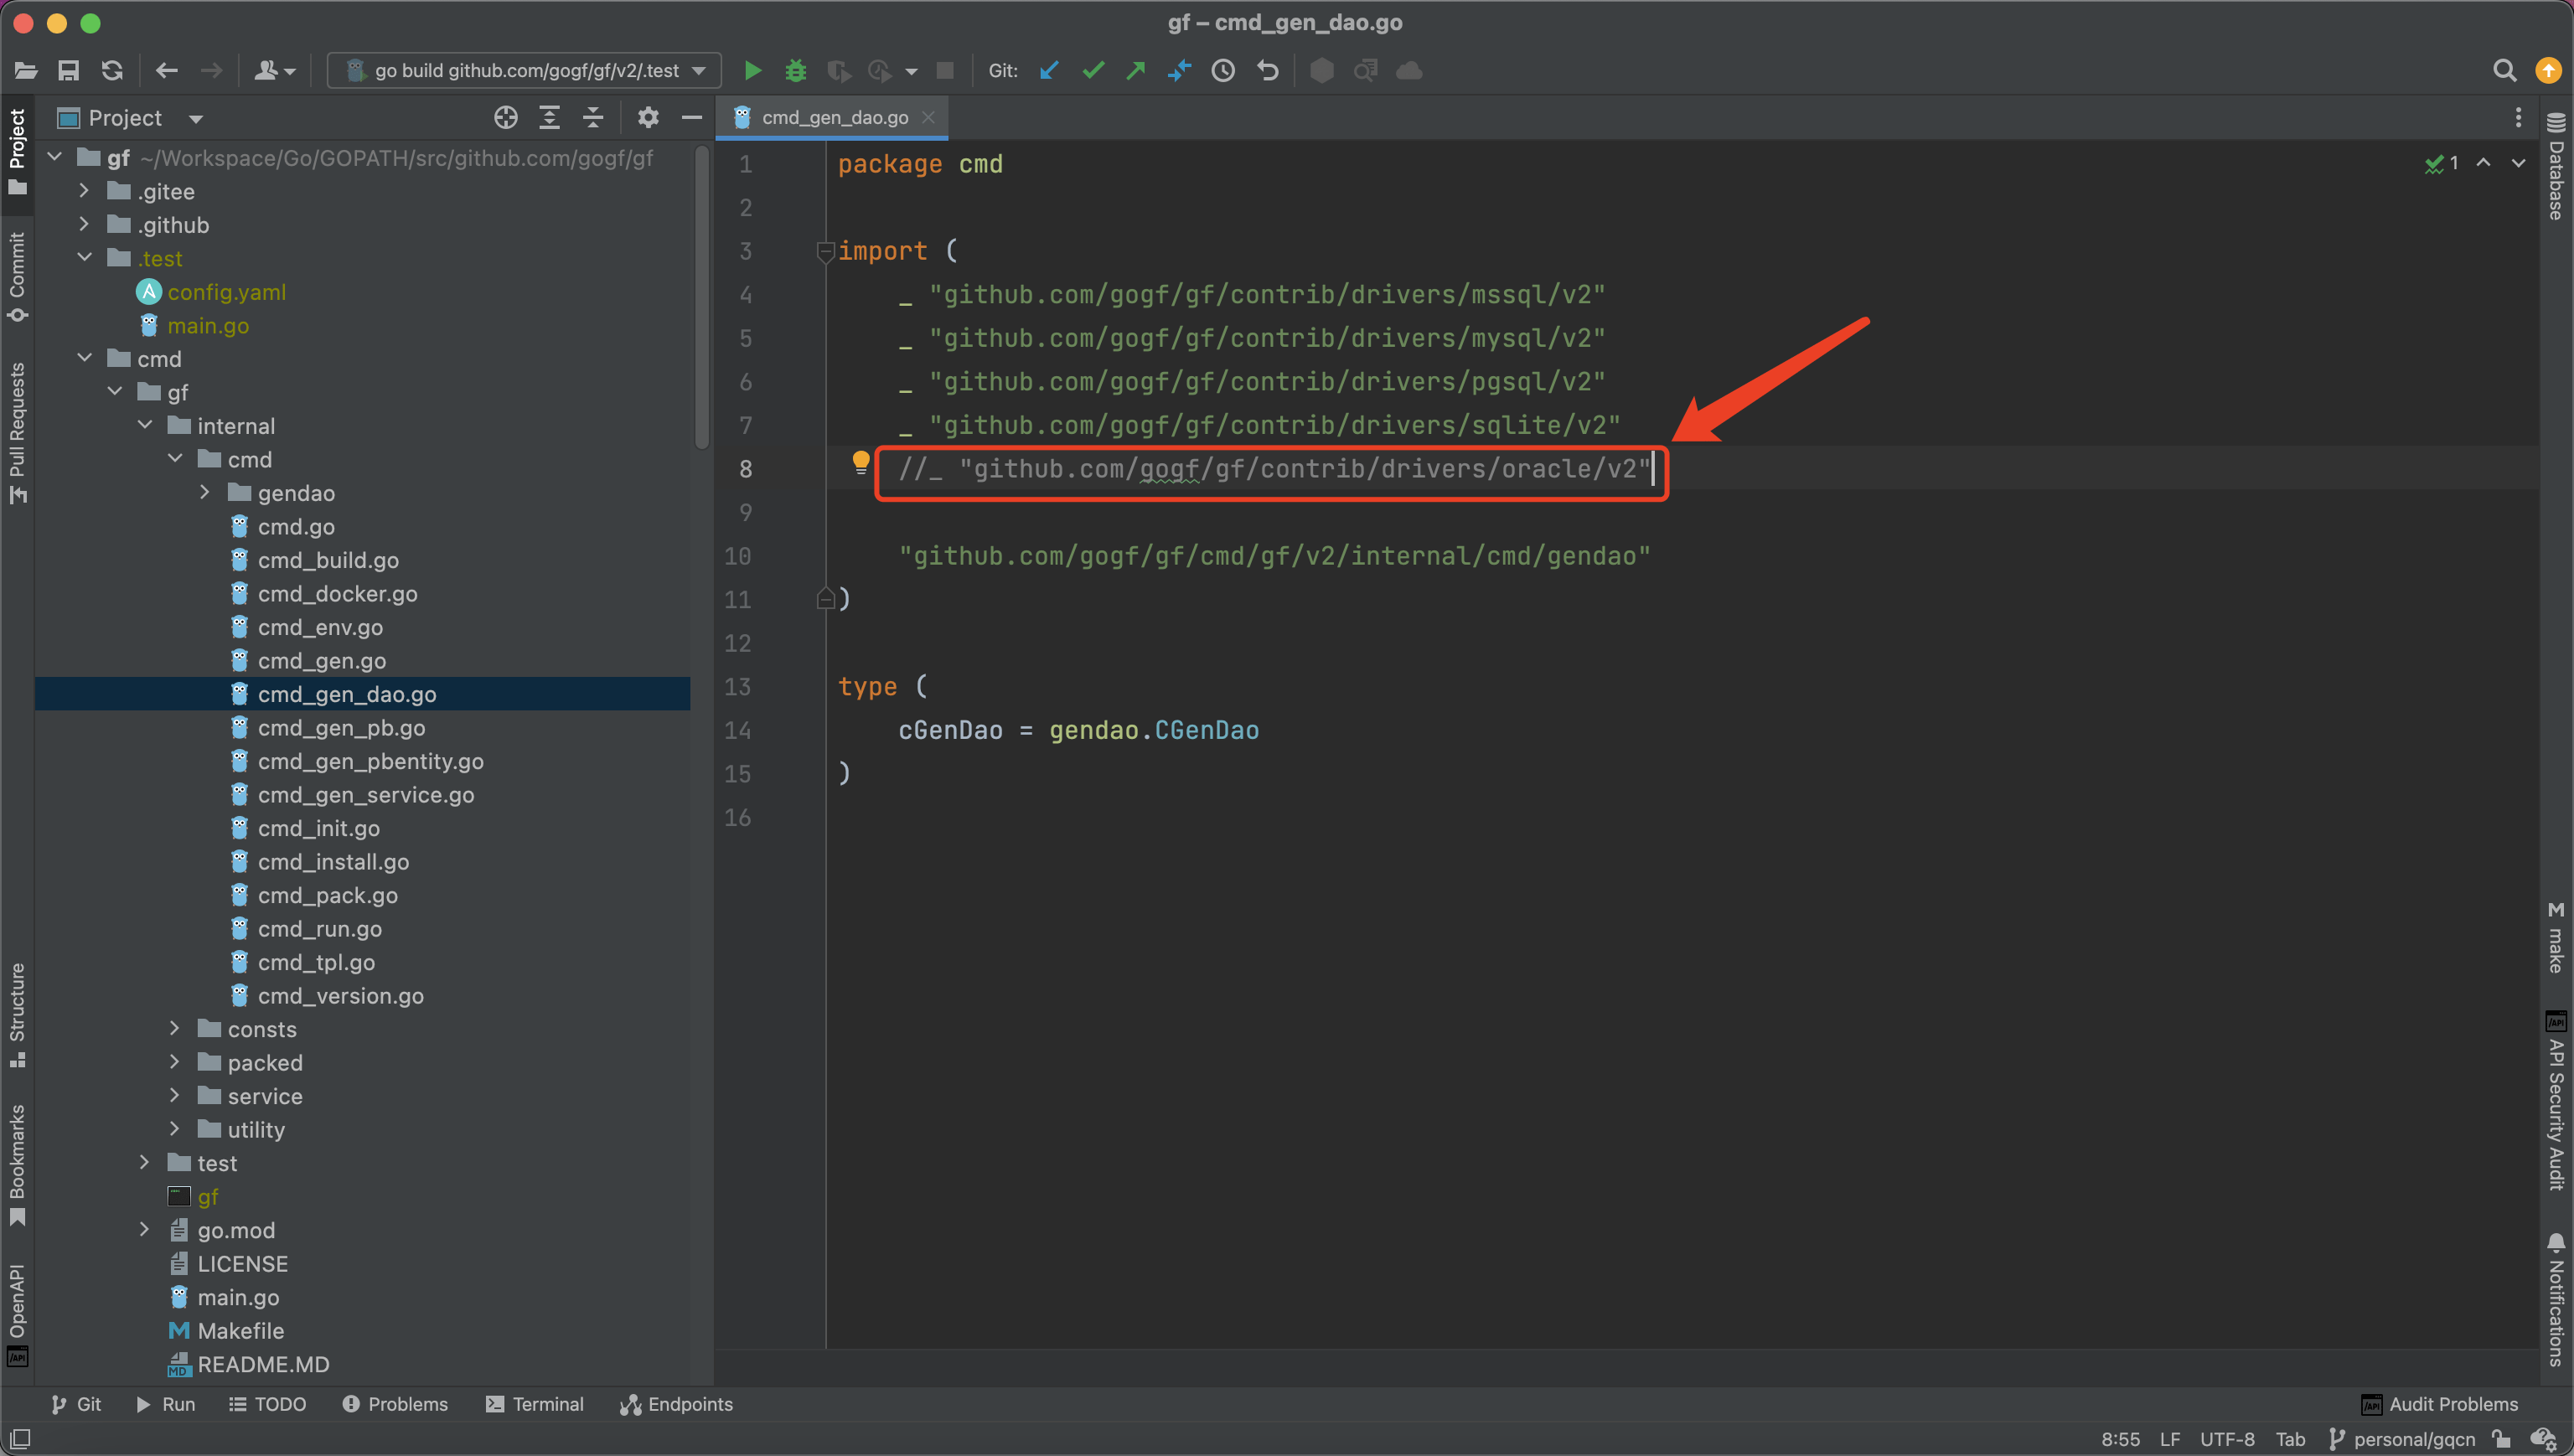 gf – cmd_gen_dao.go
go build github.com/gogf/gf/v2/.test
Git:
Project
cmd_gen_dao.go
Project
Commit
Pull Requests
Structure
Bookmarks
OpenAPI
gf ~/Workspace/Go/GOPATH/src/github.com/gogf/gf
.gitee
.github
.test
config.yaml
main.go
cmd
gf
internal
cmd
gendao
cmd.go
cmd_build.go
cmd_docker.go
cmd_env.go
cmd_gen.go
cmd_gen_dao.go
cmd_gen_pb.go
cmd_gen_pbentity.go
cmd_gen_service.go
cmd_init.go
cmd_install.go
cmd_pack.go
cmd_run.go
cmd_tpl.go
cmd_version.go
consts
packed
service
utility
test
gf
go.mod
LICENSE
main.go
Makefile
README.MD
1 package cmd
2
3 import (
4 _ "github.com/gogf/gf/contrib/drivers/mssql/v2"
5 _ "github.com/gogf/gf/contrib/drivers/mysql/v2"
6 _ "github.com/gogf/gf/contrib/drivers/pgsql/v2"
7 _ "github.com/gogf/gf/contrib/drivers/sqlite/v2"
8 //_ "github.com/gogf/gf/contrib/drivers/oracle/v2"
9
10 "github.com/gogf/gf/cmd/gf/v2/internal/cmd/gendao"
11 )
12
13 type (
14 cGenDao = gendao.CGenDao
15 )
16
1
Database
make
API Security Audit
Notifications
Git
Run
TODO
Problems
Terminal
Endpoints
Audit Problems
8:55
LF
UTF-8
Tab
personal/gqcn